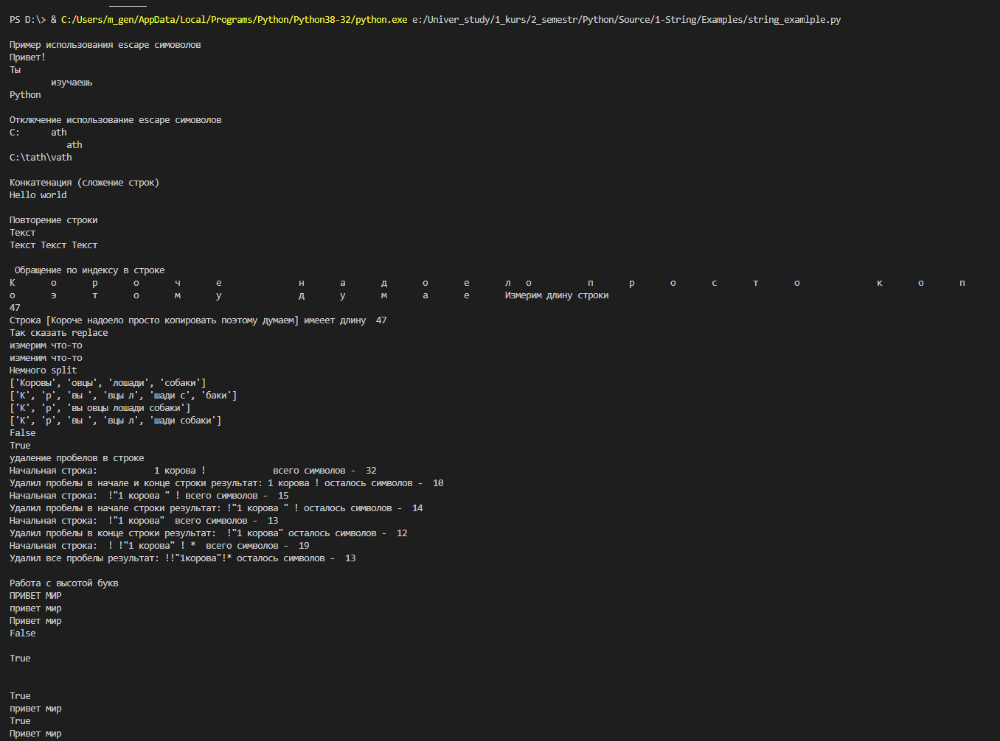 PS D:\> & C:/Users/m_gen/AppData/Local/Programs/Python/Python38-32/python.exe e:/Univer_study/1_kurs/2_semestr/Python/Source/1-String/Examples/string_examlple.py
Пример использования escape симоволов
Привет!
Ты
изучаешь
Python
Отключение использование escape симоволов
C: ath
ath
C:\tath\vath
Конкатенация (сложение строк)
Hello world
Повторение строки
Текст
Текст Текст Текст
Обращение по индексу в строке
К о р о ч е н а д о е л о п р о с т о к о п
о э т о м у д у м а е Измерим длину строки
47
Строка [Короче надоело просто копировать поэтому думаем] имееет длину 47
Так сказать replace
измерим что-то
изменим что-то
Немного split
['Коровы', 'овцы', 'лошади', 'собаки']
['К', 'р', 'вы ', 'вцы л', 'шади с', 'баки']
['К', 'р', 'вы овцы лошади собаки']
['К', 'р', 'вы ', 'вцы л', 'шади собаки']
False
True
удаление пробелов в строке
Начальная строка: 1 корова ! всего символов - 32
Удалил пробелы в начале и конце строки результат: 1 корова ! осталось символов - 10
Начальная строка: !"1 корова " ! всего символов - 15
Удалил пробелы в начале строки результат: !"1 корова " ! осталось символов - 14
Начальная строка: !"1 корова" всего символов - 13
Удалил пробелы в конце строки результат: !"1 корова" осталось символов - 12
Начальная строка: ! !"1 корова" ! * всего символов - 19
Удалил все пробелы результат: !!"1корова"!* осталось символов - 13
Работа с высотой букв
ПРИВЕТ МИР
привет мир
Привет мир
False
True
True
привет мир
True
Привет мир